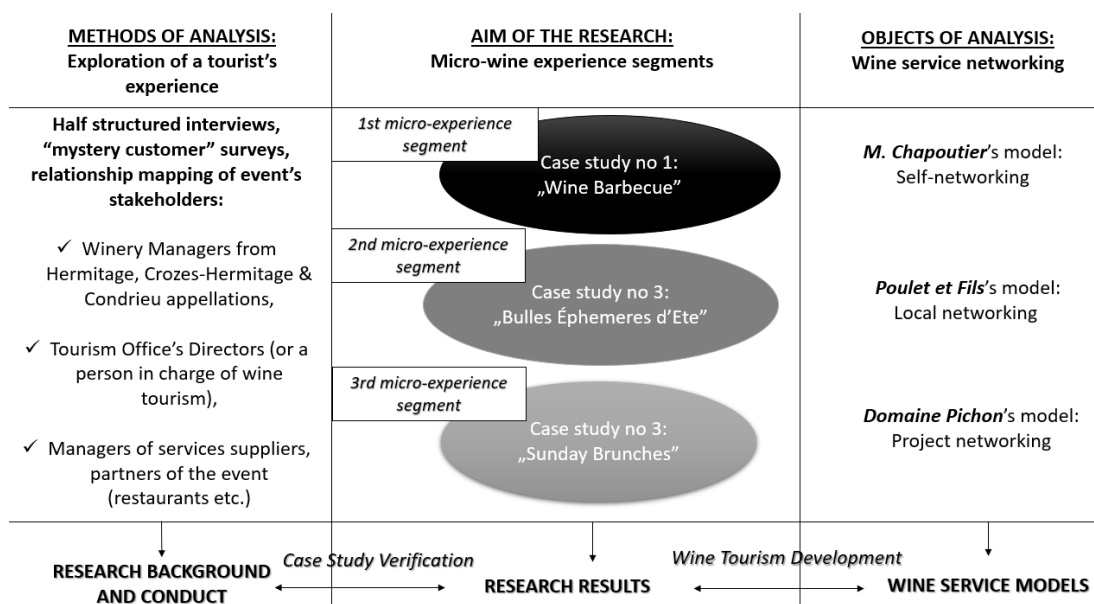 METHODS OF ANALYSIS:
Exploration of a tourist's
experience
AIM OF THE RESEARCH:
Micro-wine experience segments
OBJECTS OF ANALYSIS:
Wine service networking
Half structured interviews,
“mystery customer” surveys,
relationship mapping of event's
stakeholders:
✓ Winery Managers from
Hermitage, Crozes-Hermitage &
Condrieu appellations,
✓ Tourism Office's Directors (or a
person in charge of wine
tourism),
✓ Managers of services suppliers,
partners of the event
(restaurants etc.)
1st micro-experience
segment
Case study no 1:
„Wine Barbecue”
2nd micro-experience
segment
Case study no 3:
„Bulles Éphemeres d'Ete”
3rd micro-experience
segment
Case study no 3:
„Sunday Brunches”
M. Chapoutier's model:
Self-networking
Poulet et Fils's model:
Local networking
Domaine Pichon's model:
Project networking
RESEARCH BACKGROUND
AND CONDUCT
Case Study Verification
RESEARCH RESULTS
Wine Tourism Development
WINE SERVICE MODELS